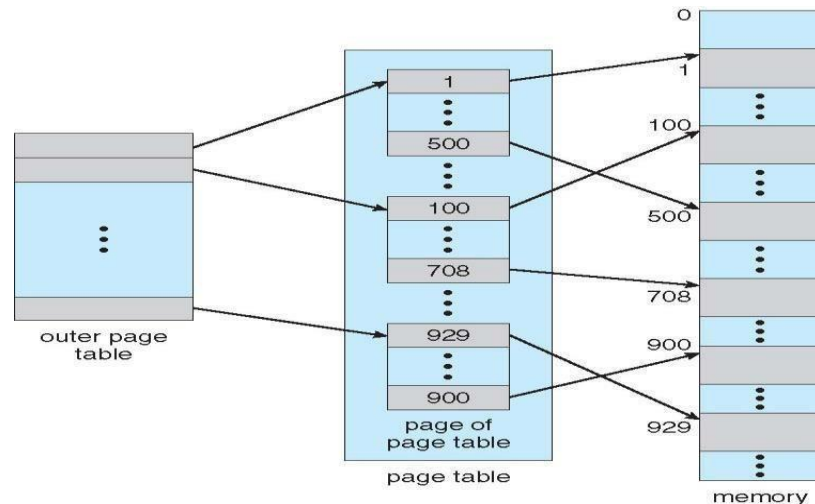 outer page
table
1
500
100
708
929
900
page of
page table
page table
0
1
100
500
708
900
929
memory